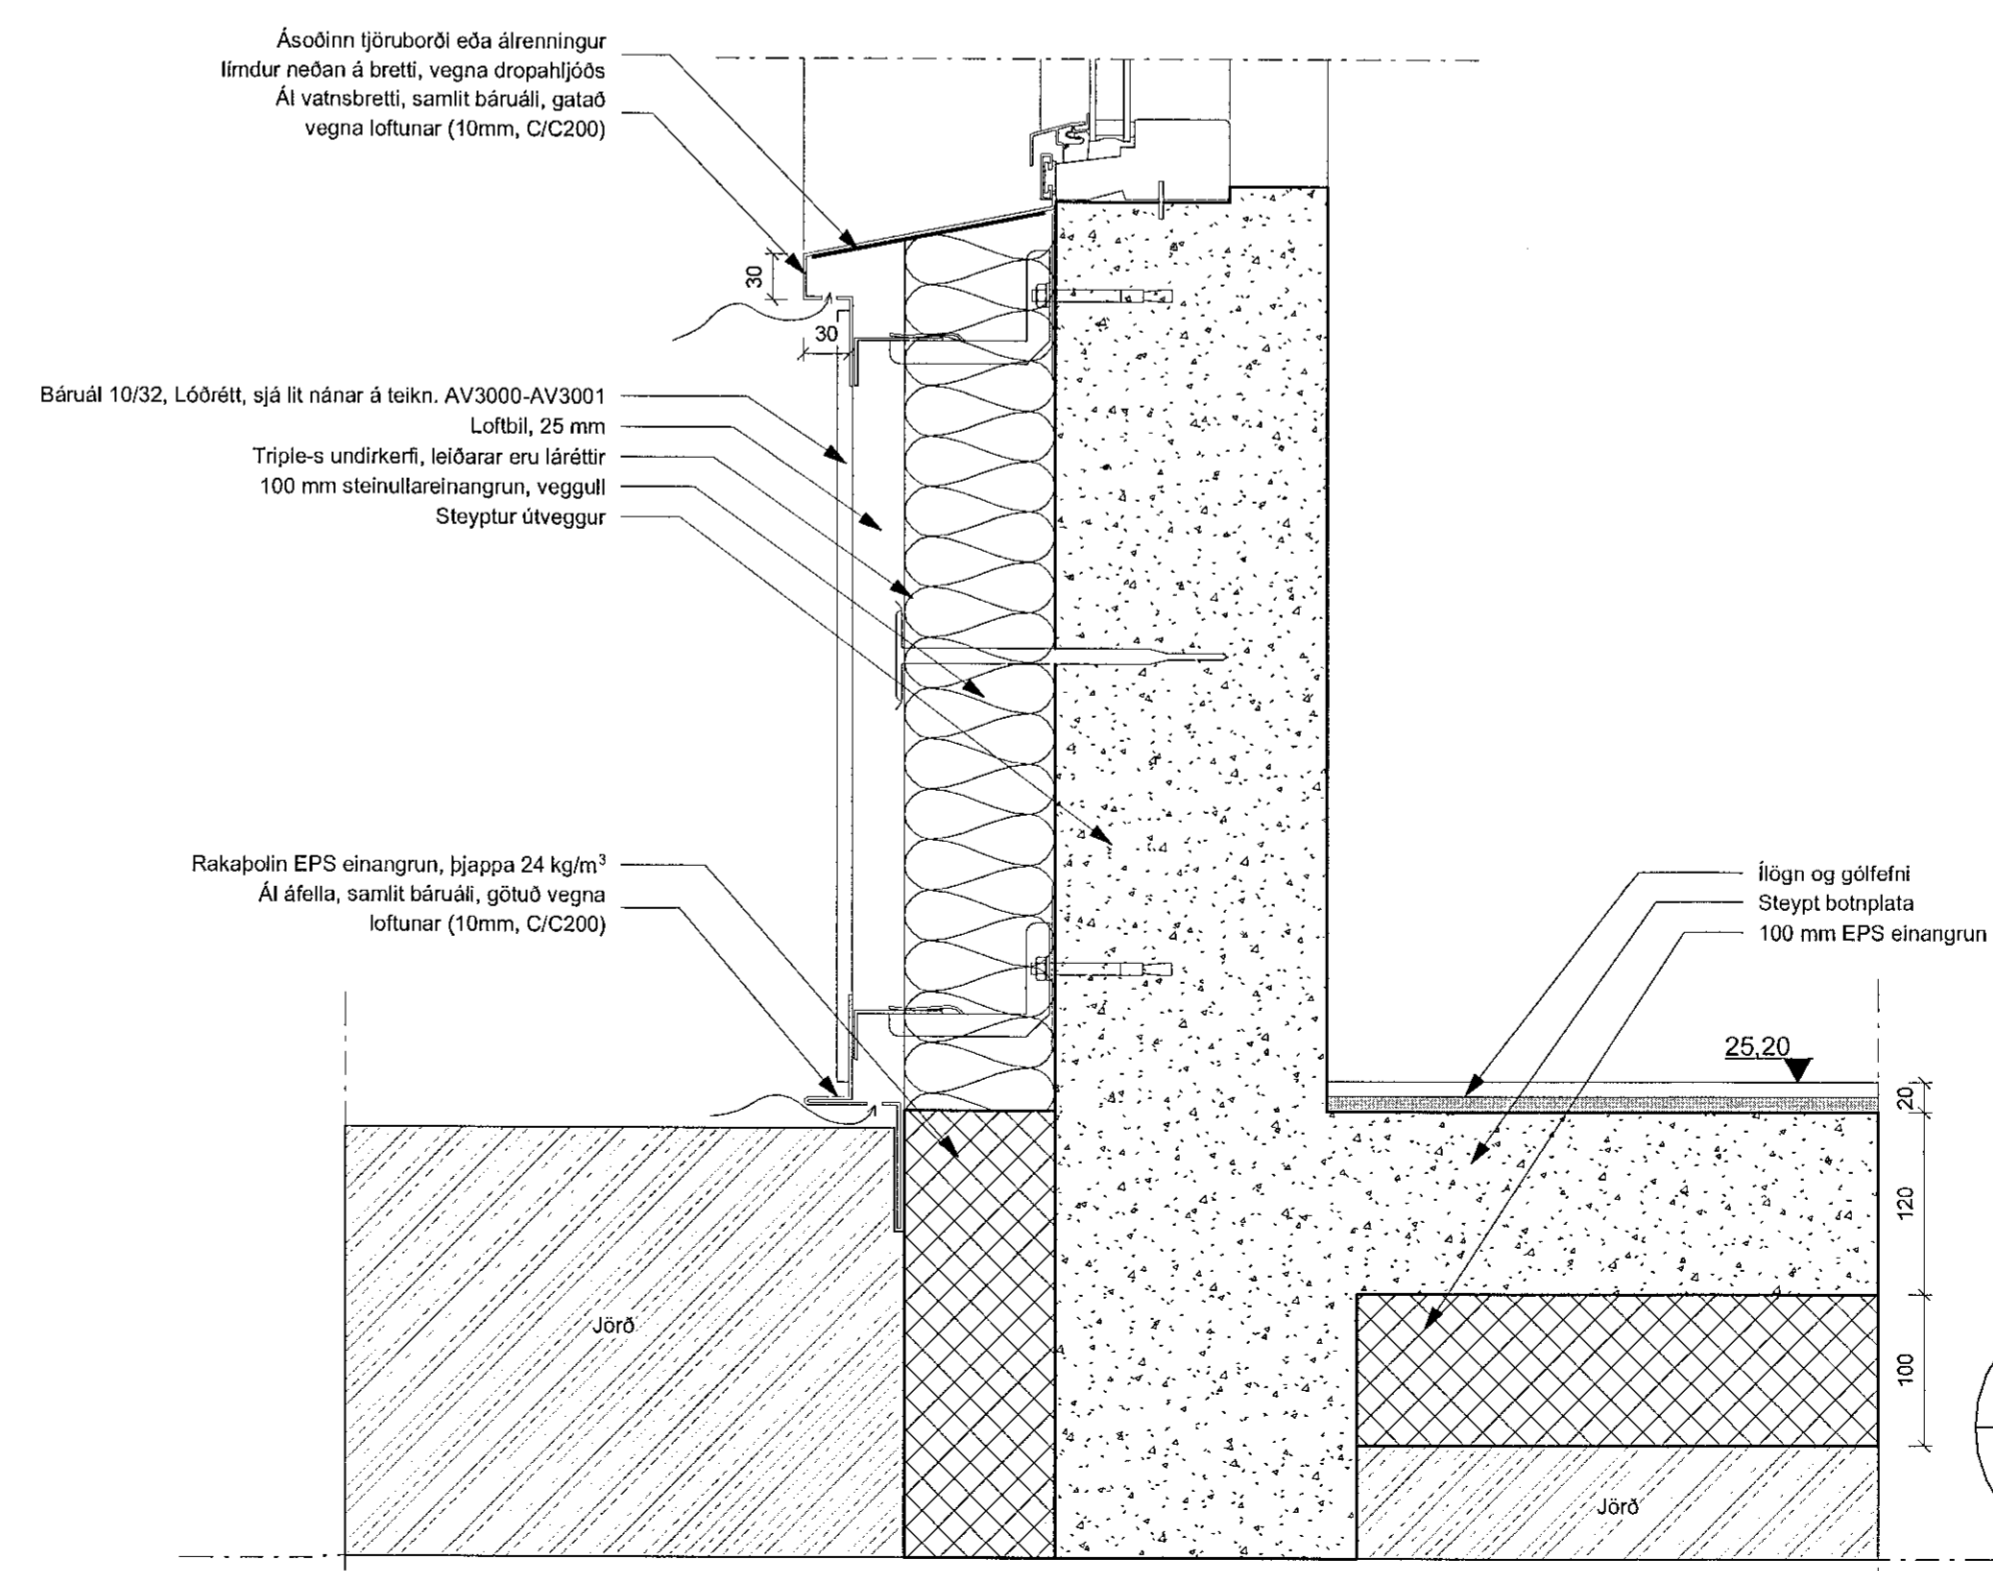 Ásoðinn tjöruborði eða álrenningur
límdur neðan á bretti, vegna dropahljóðs
Ál vatnsbretti, samlit báruáli, gatað
vegna loftunar (10mm, C/C200)
30
30
Báruál 10/32, Lóðrétt, sjá lit nánar á teikn. AV3000-AV3001
Loftbil, 25 mm
Triple-s undirkerfi, leiðarar eru láréttir
100 mm steinullareinangrun, veggull
Steyptur útveggur
Rakaþolin EPS einangrun, þjappa 24 kg/m³
Ál áfella, samlit báruáli, götuð vegna
loftunar (10mm, C/C200)
Ílögn og gólfefni
Steypt botnplata
100 mm EPS einangrun
25,20
20
120
100
Jörð
Jörð